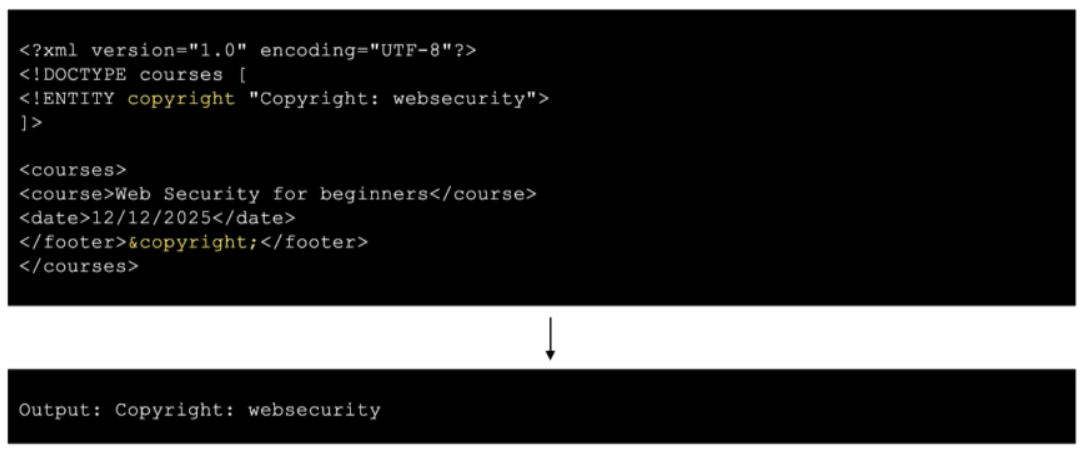 <?xml version="1.0" encoding="UTF-8"?>
<!DOCTYPE courses [
<!ENTITY copyright "Copyright: websecurity">
]>
<courses>
<course>Web Security for beginners</course>
<date>12/12/2025</date>
</footer>&copyright;</footer>
</courses>
Output: Copyright: websecurity